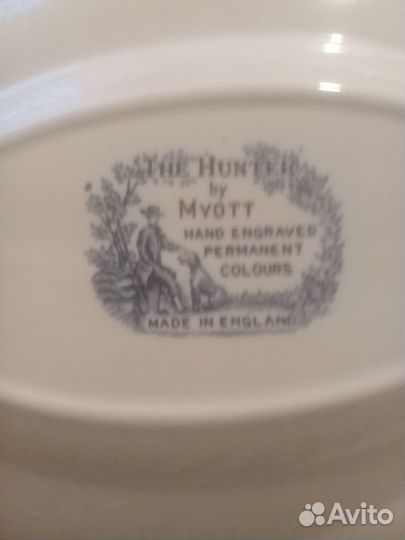 THE HUNTER
by
MYOTT
HAND ENGRAVED
PERMANENT
COLOURS
MADE IN ENGLAND
Avito